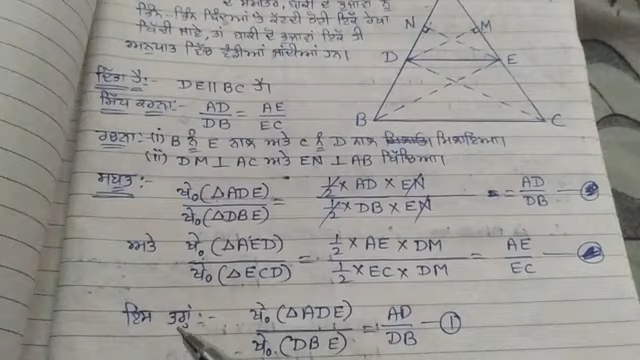 ਦੇ ਸਮਾਂਤਰ, ਬਾਕੀ ਦੋ ਭੁਜਾਵਾਂ ਨੂੰ
ਭਿੰਨ-ਭਿੰਨ ਬਿੰਦੂਆਂ ਤੇ ਕੱਟਦੀ ਹੋਈ ਇੱਕ ਰੇਖਾ
ਖਿੱਚੀ ਜਾਵੇ, ਤਾਂ ਬਾਕੀ ਦੋ ਭੁਜਾਵਾਂ ਇੱਕੋ ਹੀ
ਅਨੁਪਾਤ ਵਿੱਚ ਵੰਡੀਆਂ ਜਾਂਦੀਆਂ ਹਨ।
N M
D E
B C
ਦਿੱਤਾ ਹੈ:- DE || BC ਹੈ।
ਸਿੱਧ ਕਰਨਾ:- AD/DB = AE/EC
ਰਚਨਾ: (i) B ਨੂੰ E ਨਾਲ ਅਤੇ C ਨੂੰ D ਨਾਲ ਮਿਲਾਇਆ।
(ii) DM ⊥ AC ਅਤੇ EN ⊥ AB ਖਿੱਚਿਆ।
ਸਬੂਤ:- ਖੇ.(ΔADE)/ਖੇ.(ΔDBE) = ½ × AD × EN / ½ × DB × EN = AD/DB —
ਅਤੇ ਖੇ.(ΔAED)/ਖੇ.(ΔECD) = ½ × AE × DM / ½ × EC × DM = AE/EC —
ਇਸ ਤਰ੍ਹਾਂ:- ਖੇ.(ΔADE)/ਖੇ.(DBE) = AD/DB — ①